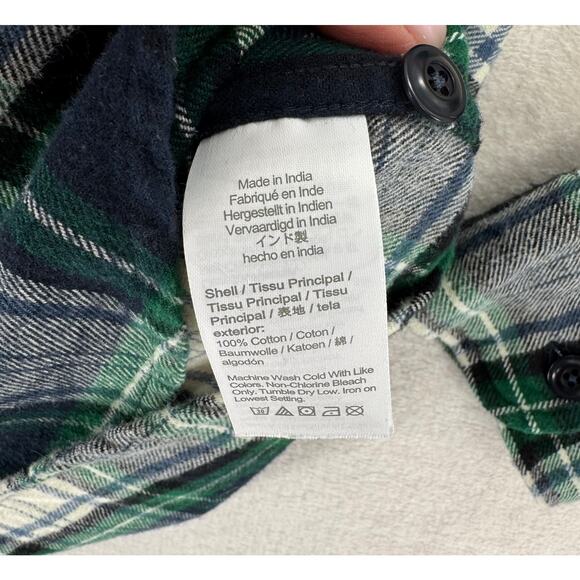 Made in India
Fabriqué en Inde
Hergestellt in Indien
Vervaardigd in India
インド製
hecho en india
Shell / Tissu Principal /
Tissu Principal / Tissu
Principal / 表地 / tela
exterior:
100% Cotton / Coton /
Baumwolle / Katoen / 綿 /
algodón
Machine Wash Cold With Like
Colors. Non-Chlorine Bleach
Only. Tumble Dry Low. Iron on
Lowest Setting.